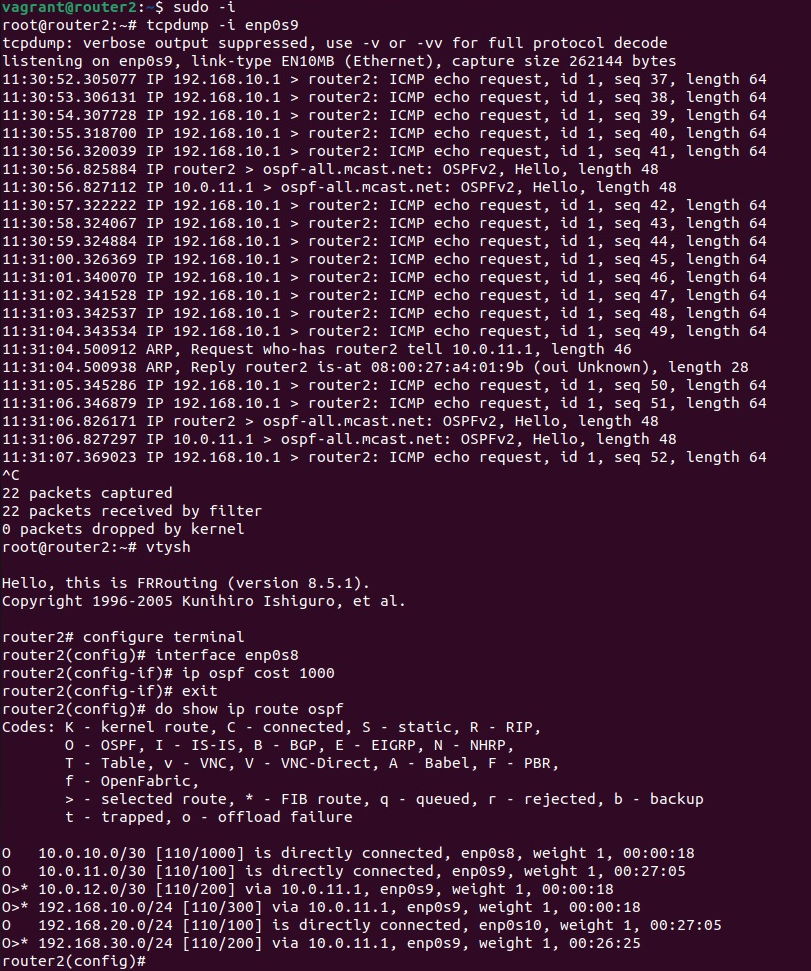 vagrant@router2:~$ sudo -i
root@router2:~# tcpdump -i enp0s9
tcpdump: verbose output suppressed, use -v or -vv for full protocol decode
listening on enp0s9, link-type EN10MB (Ethernet), capture size 262144 bytes
11:30:52.305077 IP 192.168.10.1 > router2: ICMP echo request, id 1, seq 37, length 64
11:30:53.306131 IP 192.168.10.1 > router2: ICMP echo request, id 1, seq 38, length 64
11:30:54.307728 IP 192.168.10.1 > router2: ICMP echo request, id 1, seq 39, length 64
11:30:55.318700 IP 192.168.10.1 > router2: ICMP echo request, id 1, seq 40, length 64
11:30:56.320039 IP 192.168.10.1 > router2: ICMP echo request, id 1, seq 41, length 64
11:30:56.825884 IP router2 > ospf-all.mcast.net: OSPFv2, Hello, length 48
11:30:56.827112 IP 10.0.11.1 > ospf-all.mcast.net: OSPFv2, Hello, length 48
11:30:57.322222 IP 192.168.10.1 > router2: ICMP echo request, id 1, seq 42, length 64
11:30:58.324067 IP 192.168.10.1 > router2: ICMP echo request, id 1, seq 43, length 64
11:30:59.324884 IP 192.168.10.1 > router2: ICMP echo request, id 1, seq 44, length 64
11:31:00.326369 IP 192.168.10.1 > router2: ICMP echo request, id 1, seq 45, length 64
11:31:01.340070 IP 192.168.10.1 > router2: ICMP echo request, id 1, seq 46, length 64
11:31:02.341528 IP 192.168.10.1 > router2: ICMP echo request, id 1, seq 47, length 64
11:31:03.342537 IP 192.168.10.1 > router2: ICMP echo request, id 1, seq 48, length 64
11:31:04.343534 IP 192.168.10.1 > router2: ICMP echo request, id 1, seq 49, length 64
11:31:04.500912 ARP, Request who-has router2 tell 10.0.11.1, length 46
11:31:04.500938 ARP, Reply router2 is-at 08:00:27:a4:01:9b (oui Unknown), length 28
11:31:05.345286 IP 192.168.10.1 > router2: ICMP echo request, id 1, seq 50, length 64
11:31:06.346879 IP 192.168.10.1 > router2: ICMP echo request, id 1, seq 51, length 64
11:31:06.826171 IP router2 > ospf-all.mcast.net: OSPFv2, Hello, length 48
11:31:06.827297 IP 10.0.11.1 > ospf-all.mcast.net: OSPFv2, Hello, length 48
11:31:07.369023 IP 192.168.10.1 > router2: ICMP echo request, id 1, seq 52, length 64
^C
22 packets captured
22 packets received by filter
0 packets dropped by kernel
root@router2:~# vtysh
Hello, this is FRRouting (version 8.5.1).
Copyright 1996-2005 Kunihiro Ishiguro, et al.
router2# configure terminal
router2(config)# interface enp0s8
router2(config-if)# ip ospf cost 1000
router2(config-if)# exit
router2(config)# do show ip route ospf
Codes: K - kernel route, C - connected, S - static, R - RIP,
O - OSPF, I - IS-IS, B - BGP, E - EIGRP, N - NHRP,
T - Table, v - VNC, V - VNC-Direct, A - Babel, F - PBR,
f - OpenFabric,
> - selected route, * - FIB route, q - queued, r - rejected, b - backup
t - trapped, o - offload failure
O   10.0.10.0/30 [110/1000] is directly connected, enp0s8, weight 1, 00:00:18
O   10.0.11.0/30 [110/100] is directly connected, enp0s9, weight 1, 00:27:05
O>* 10.0.12.0/30 [110/200] via 10.0.11.1, enp0s9, weight 1, 00:00:18
O>* 192.168.10.0/24 [110/300] via 10.0.11.1, enp0s9, weight 1, 00:00:18
O   192.168.20.0/24 [110/100] is directly connected, enp0s10, weight 1, 00:27:05
O>* 192.168.30.0/24 [110/200] via 10.0.11.1, enp0s9, weight 1, 00:26:25
router2(config)#